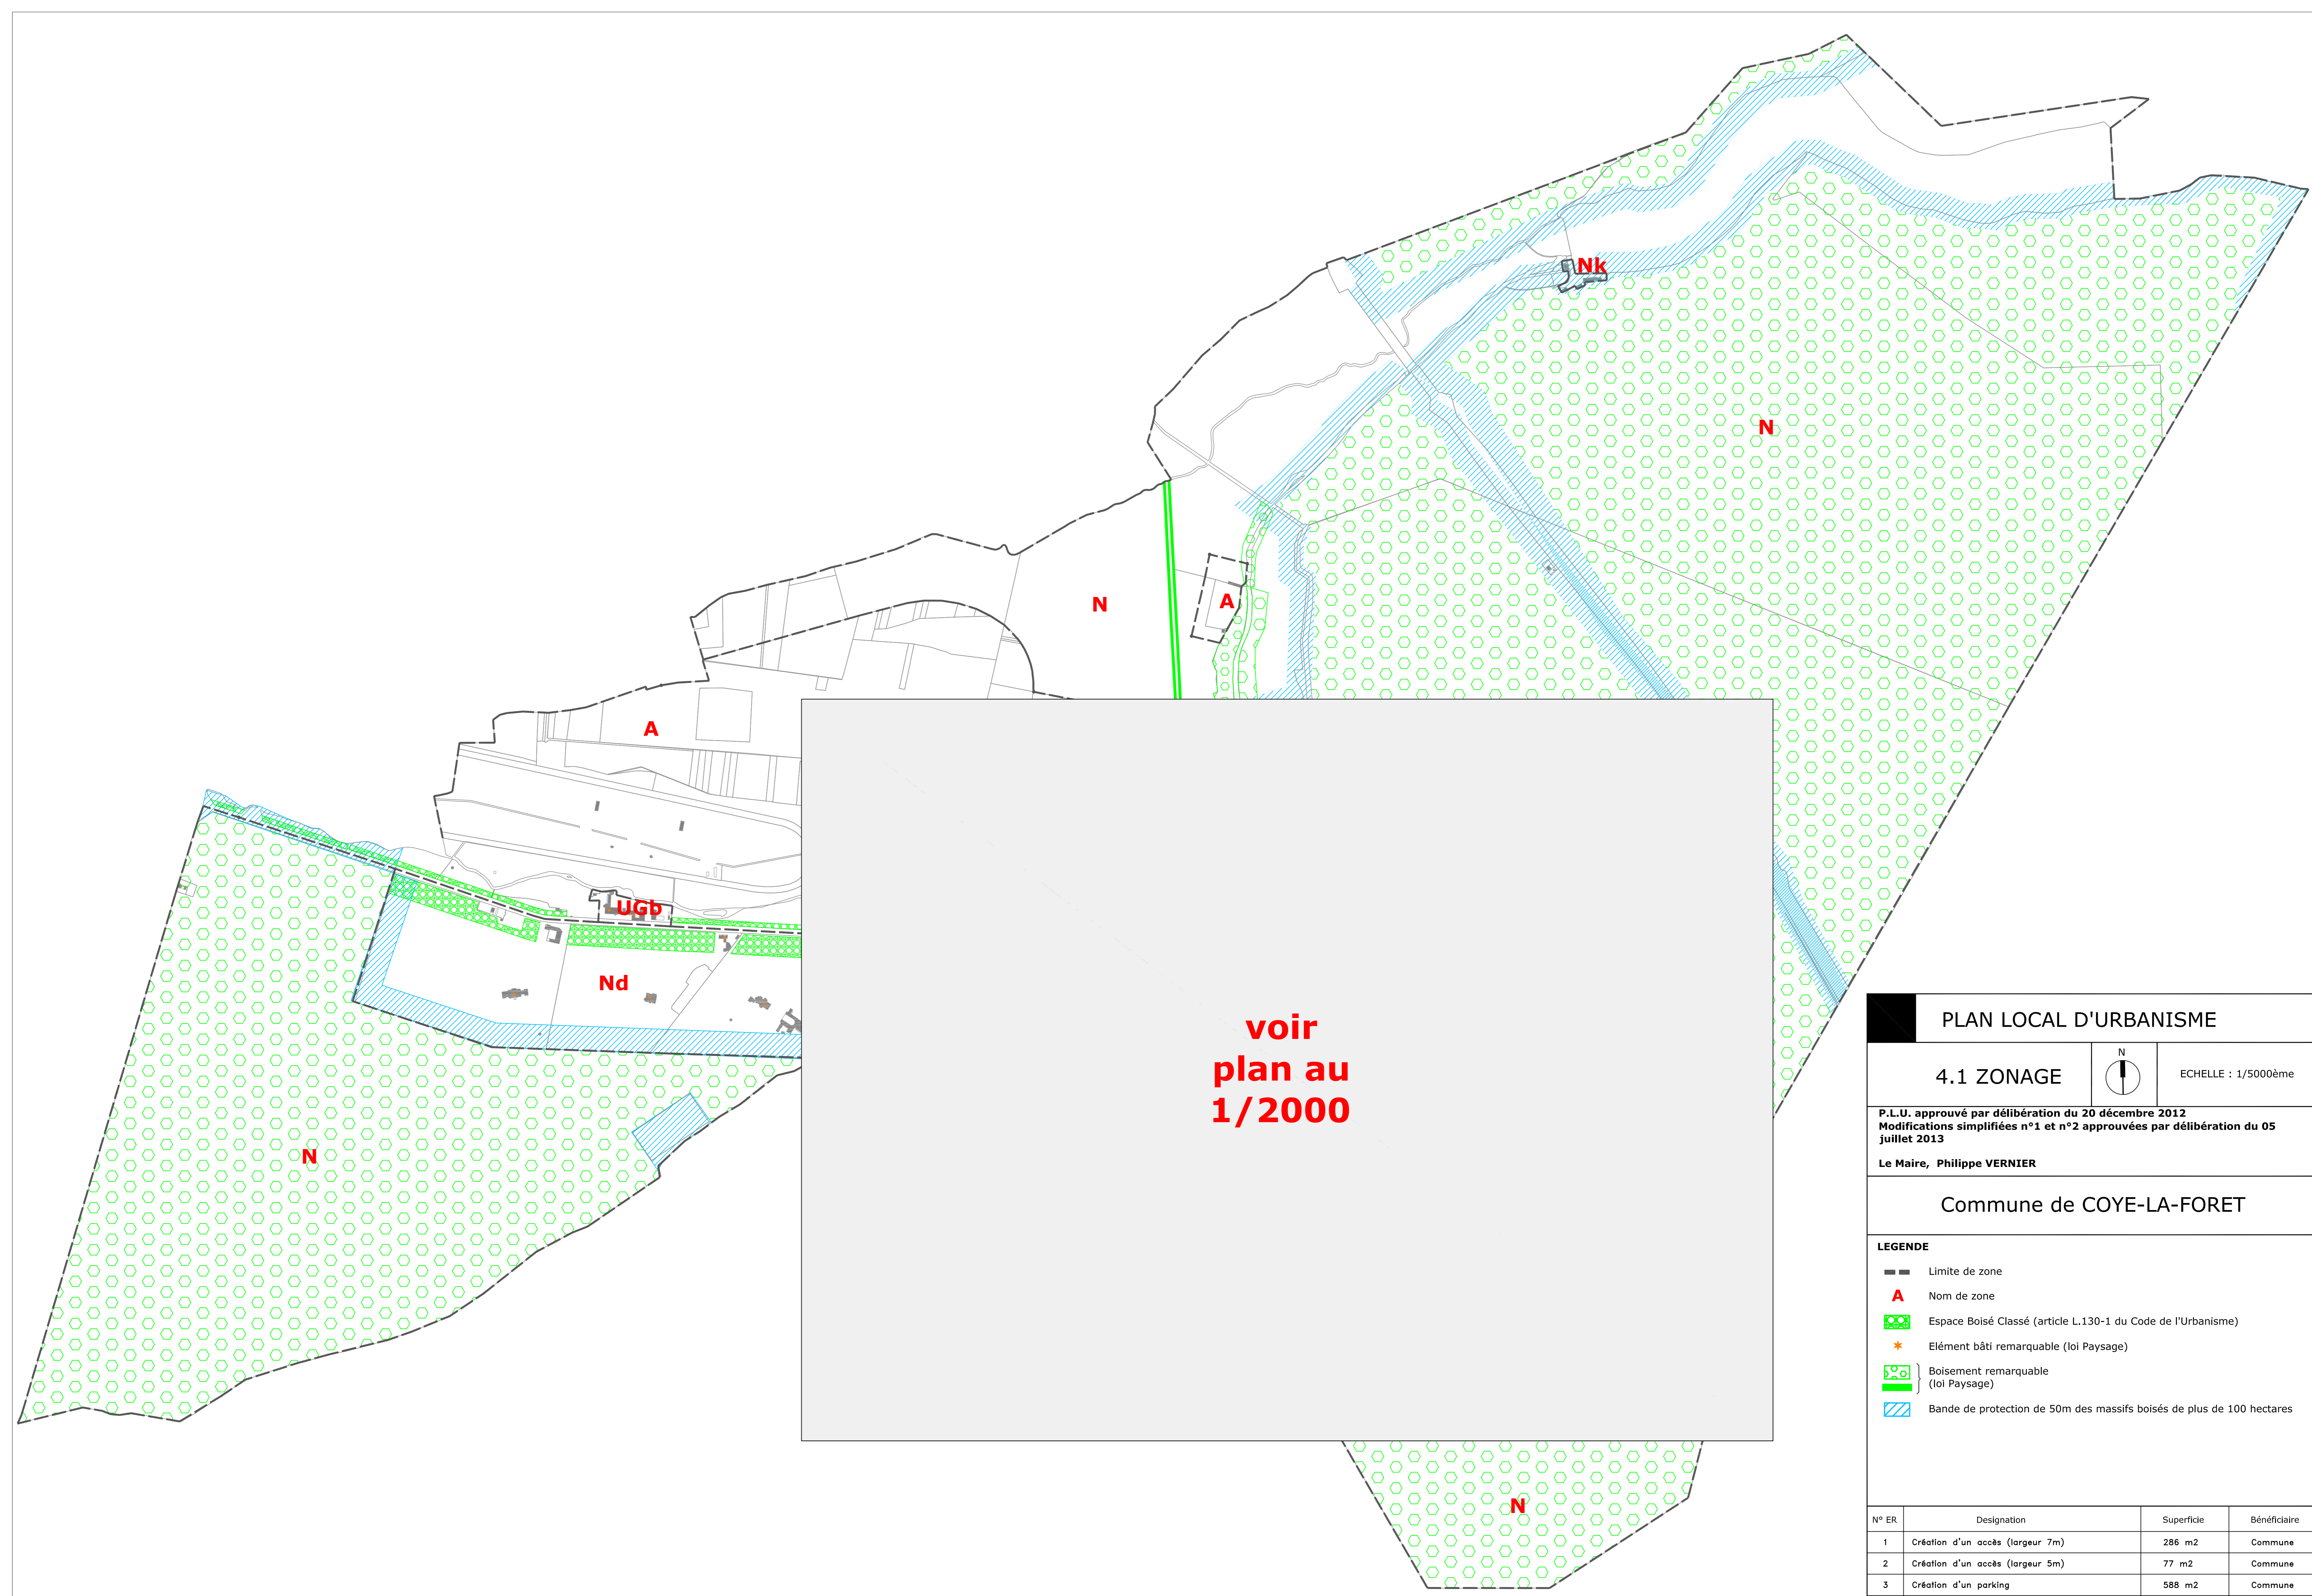 Nk
N
N
A
A
UGb
Nd
voir
plan au
1/2000
N
N
PLAN LOCAL D'URBANISME
4.1 ZONAGE
N
ECHELLE : 1/5000ème
P.L.U. approuvé par délibération du 20 décembre 2012
Modifications simplifiées n°1 et n°2 approuvées par délibération du 05
juillet 2013
Le Maire, Philippe VERNIER
Commune de COYE-LA-FORET
LEGENDE
Limite de zone
A Nom de zone
Espace Boisé Classé (article L.130-1 du Code de l'Urbanisme)
Elément bâti remarquable (loi Paysage)
Boisement remarquable
(loi Paysage)
Bande de protection de 50m des massifs boisés de plus de 100 hectares
N° ER Designation Superficie Bénéficiaire
1 Création d'un accès (largeur 7m) 286 m2 Commune
2 Création d'un accès (largeur 5m) 77 m2 Commune
3 Création d'un parking 588 m2 Commune